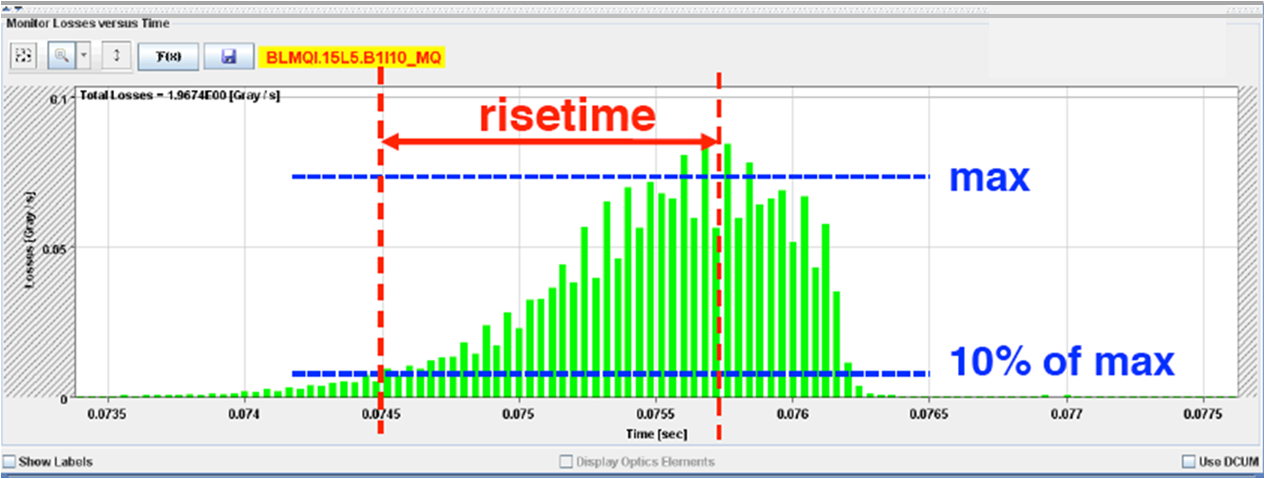 Monitor Losses versus Time
F(x)
BLMQI.15L5.B1I10_MQ
0.1
Total Losses = 1.9674E00 [Gray / s]
risetime
max
Losses [Gray / s]
0.05
10% of max
0
0.0735 0.074 0.0745 0.075 0.0755 0.076 0.0765 0.077 0.0775
Time [sec]
Show Labels Display Optics Elements Use DCUM